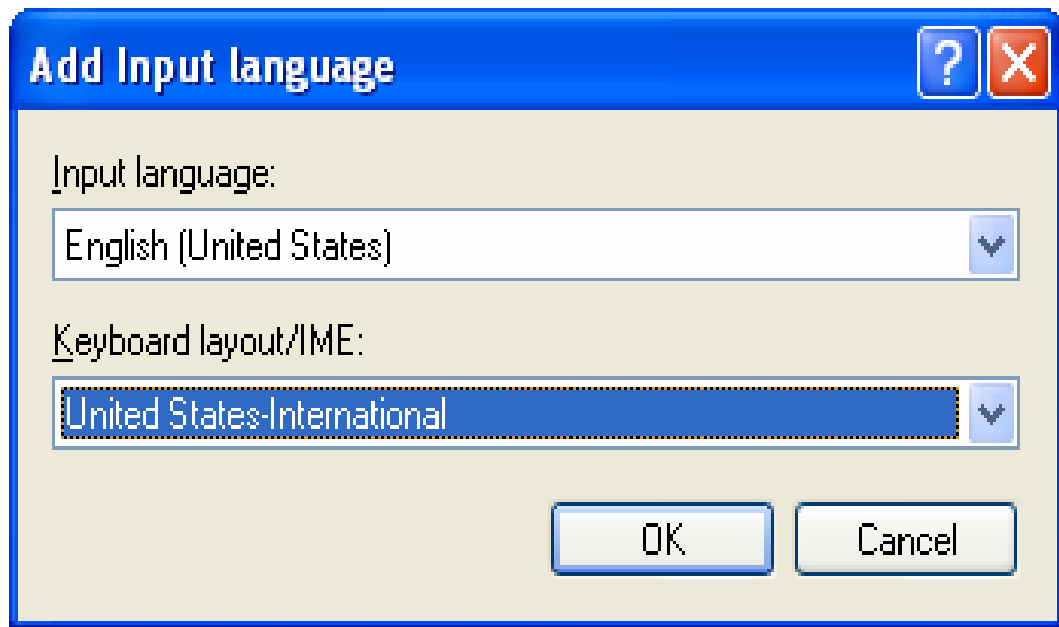 Add Input language
?
Input language:
English (United States)
Keyboard layout/IME:
United States-International
OK Cancel